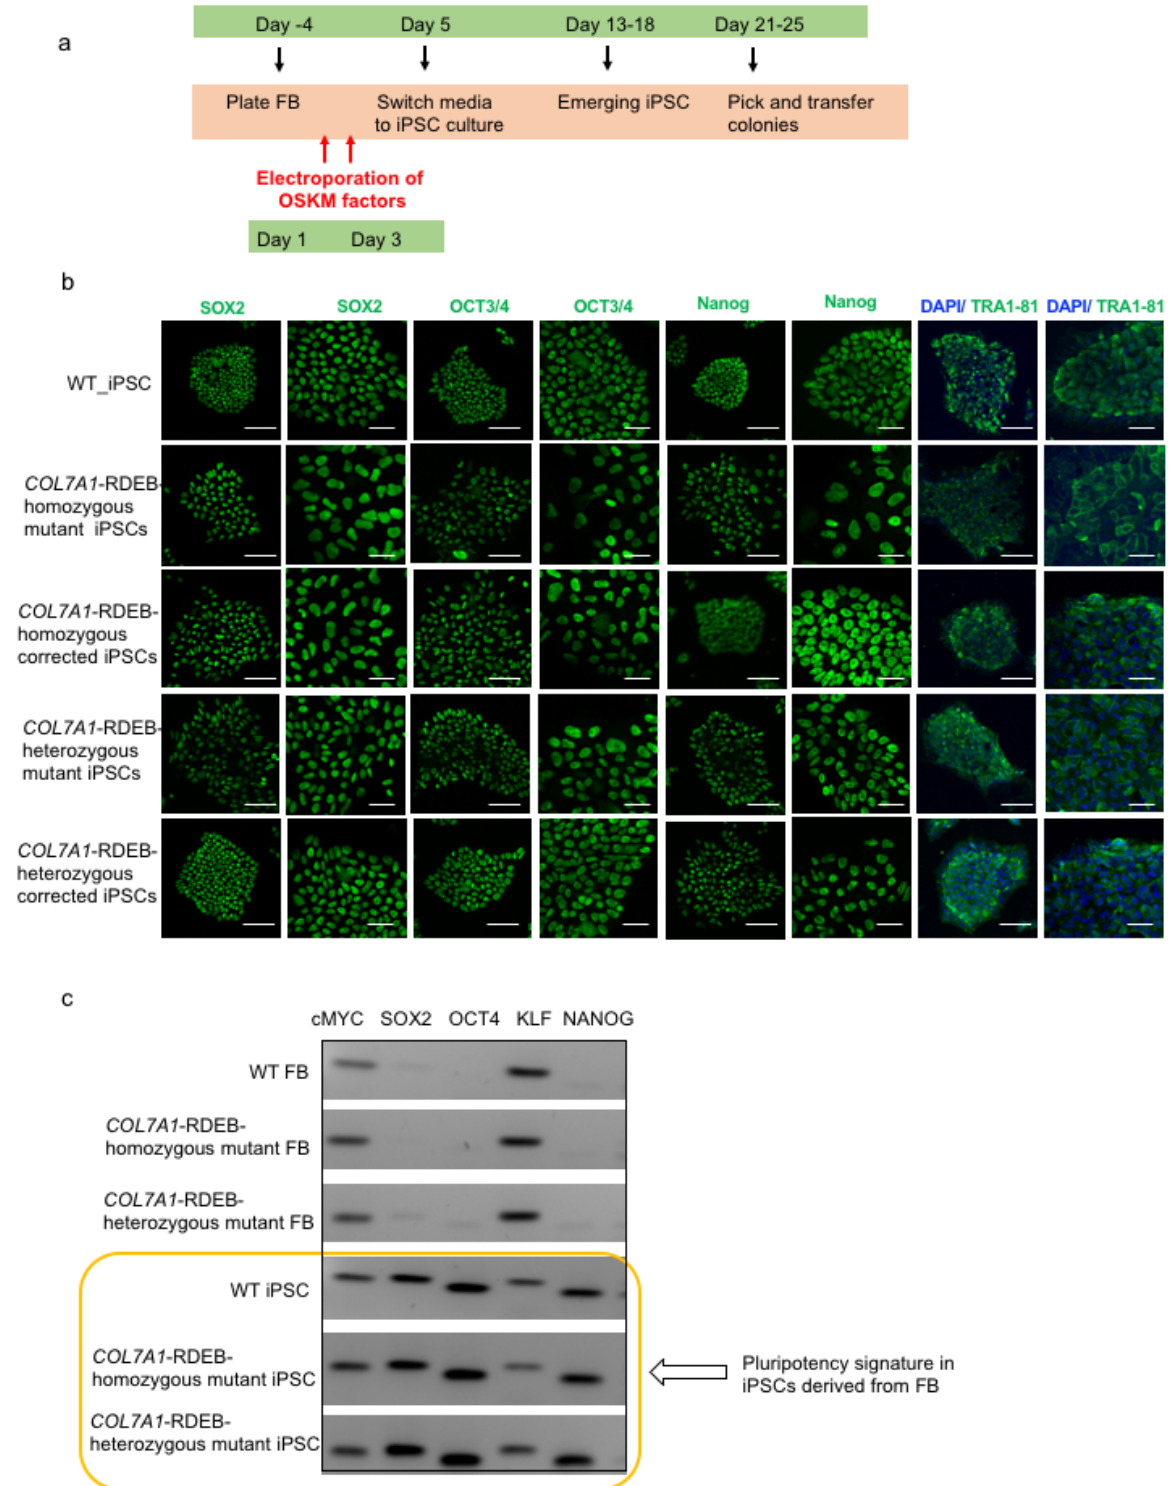 a
Day -4 Day 5 Day 13-18 Day 21-25
Plate FB Switch media Emerging iPSC Pick and transfer
to iPSC culture colonies
Electroporation of
OSKM factors
Day 1 Day 3
b
SOX2 SOX2 OCT3/4 OCT3/4 Nanog Nanog DAPI/ TRA1-81 DAPI/ TRA1-81
WT_iPSC
COL7A1-RDEB-
homozygous
mutant iPSCs
COL7A1-RDEB-
homozygous
corrected iPSCs
COL7A1-RDEB-
heterozygous
mutant iPSCs
COL7A1-RDEB-
heterozygous
corrected iPSCs
c
cMYC SOX2 OCT4 KLF NANOG
WT FB
COL7A1-RDEB-
homozygous mutant FB
COL7A1-RDEB-
heterozygous mutant FB
WT iPSC
COL7A1-RDEB-
homozygous mutant iPSC
Pluripotency signature in
iPSCs derived from FB
COL7A1-RDEB-
heterozygous mutant iPSC